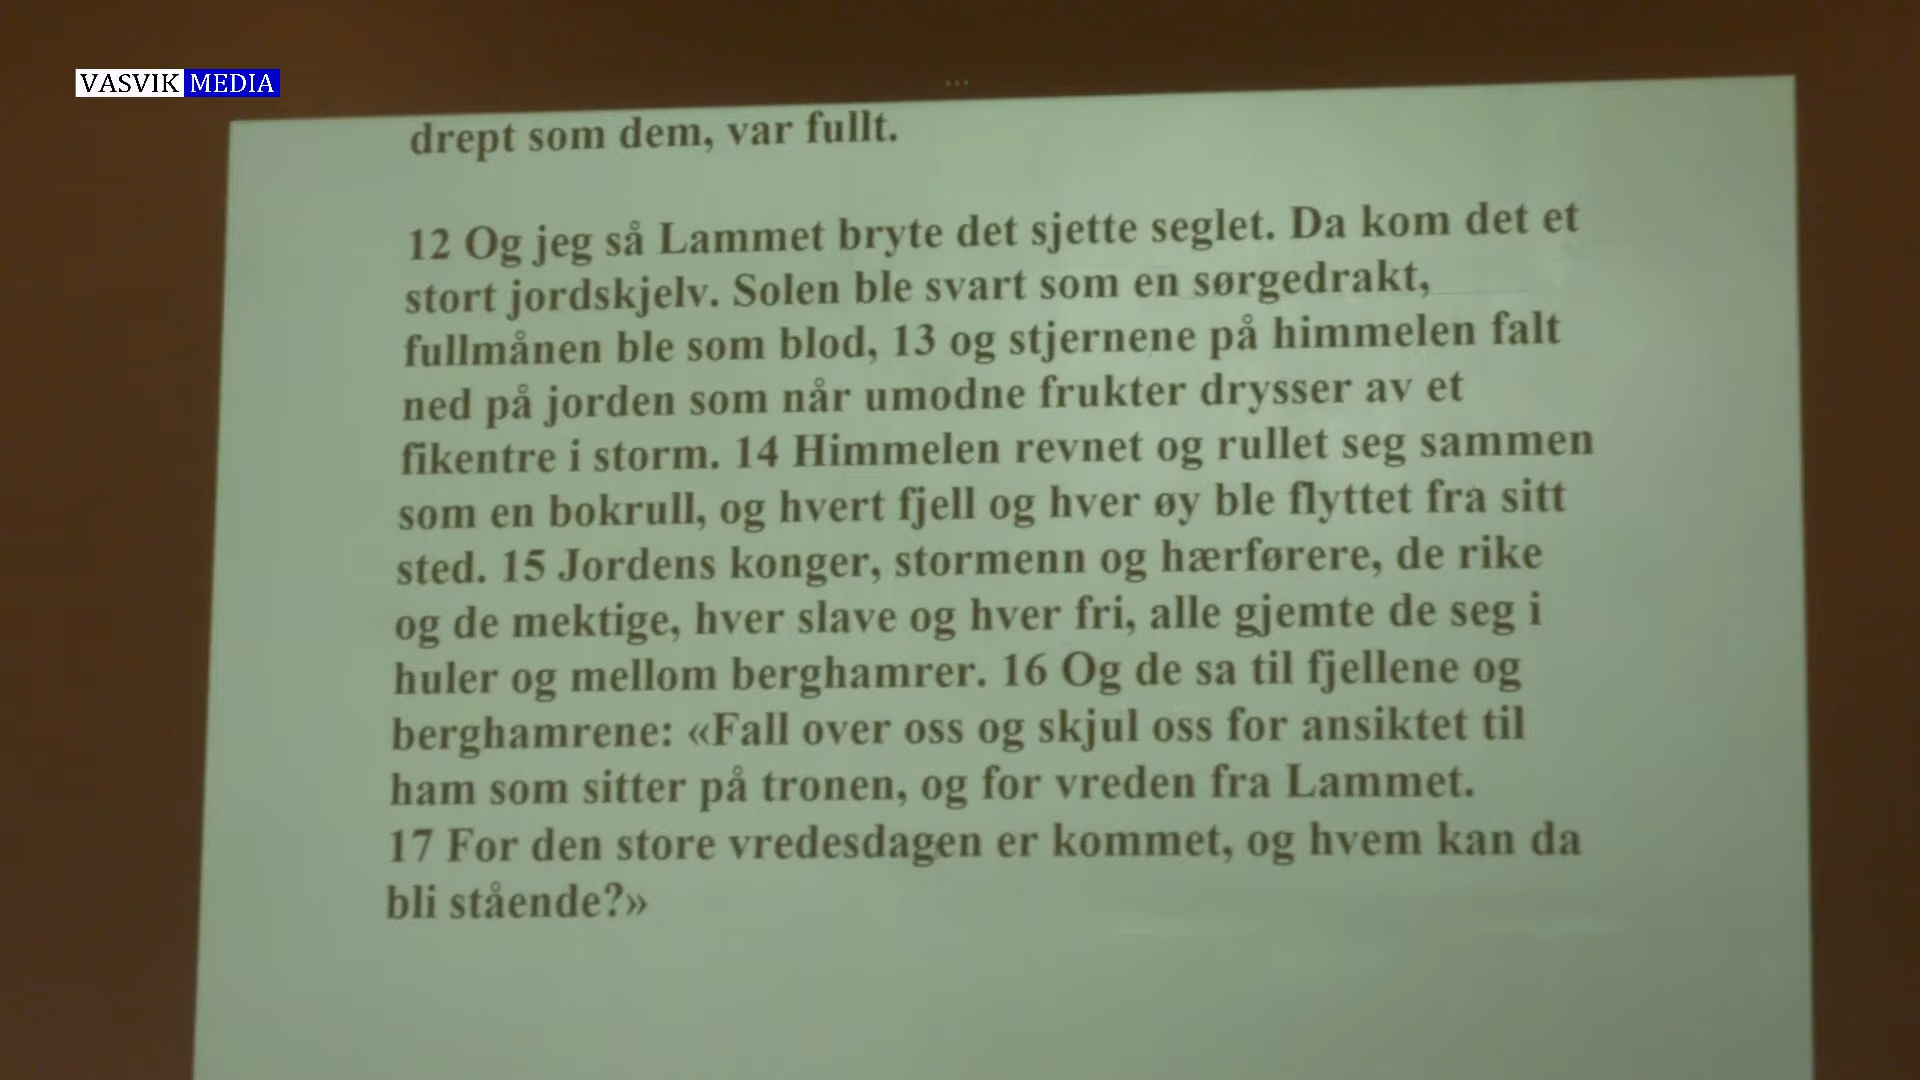 VASVIK MEDIA
drept som dem, var fullt.
12 Og jeg så Lammet bryte det sjette seglet. Da kom det et
stort jordskjelv. Solen ble svart som en sørgedrakt,
fullmånen ble som blod, 13 og stjernene på himmelen falt
ned på jorden som når umodne frukter drysser av et
fikentre i storm. 14 Himmelen revnet og rullet seg sammen
som en bokrull, og hvert fjell og hver øy ble flyttet fra sitt
sted. 15 Jordens konger, stormenn og hærførere, de rike
og de mektige, hver slave og hver fri, alle gjemte de seg i
huler og mellom berghamrer. 16 Og de sa til fjellene og
berghamrene: «Fall over oss og skjul oss for ansiktet til
ham som sitter på tronen, og for vreden fra Lammet.
17 For den store vredesdagen er kommet, og hvem kan da
bli stående?»